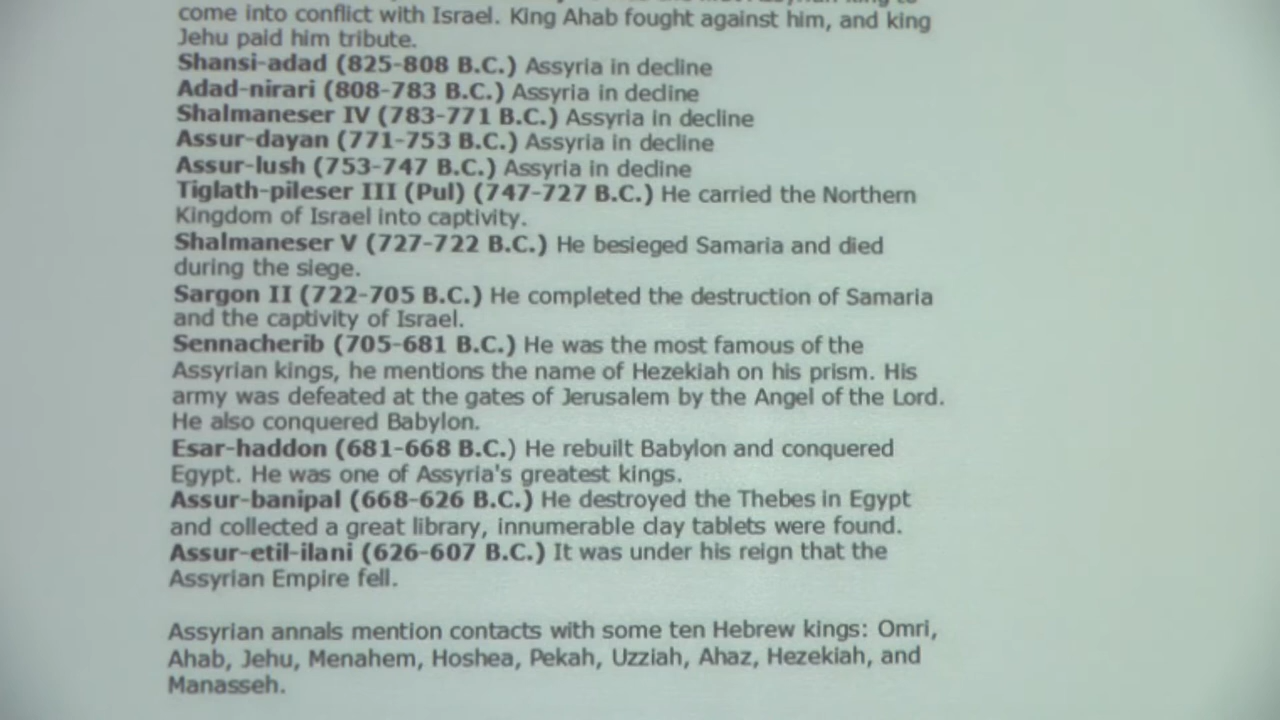 come into conflict with Israel. King Ahab fought against him, and king
Jehu paid him tribute.
Shansi-adad (825-808 B.C.) Assyria in decline
Adad-nirari (808-783 B.C.) Assyria in decline
Shalmaneser IV (783-771 B.C.) Assyria in decline
Assur-dayan (771-753 B.C.) Assyria in decline
Assur-lush (753-747 B.C.) Assyria in decline
Tiglath-pileser III (Pul) (747-727 B.C.) He carried the Northern
Kingdom of Israel into captivity.
Shalmaneser V (727-722 B.C.) He besieged Samaria and died
during the siege.
Sargon II (722-705 B.C.) He completed the destruction of Samaria
and the captivity of Israel.
Sennacherib (705-681 B.C.) He was the most famous of the
Assyrian kings, he mentions the name of Hezekiah on his prism. His
army was defeated at the gates of Jerusalem by the Angel of the Lord.
He also conquered Babylon.
Esar-haddon (681-668 B.C.) He rebuilt Babylon and conquered
Egypt. He was one of Assyria's greatest kings.
Assur-banipal (668-626 B.C.) He destroyed the Thebes in Egypt
and collected a great library, innumerable clay tablets were found.
Assur-etil-ilani (626-607 B.C.) It was under his reign that the
Assyrian Empire fell.
Assyrian annals mention contacts with some ten Hebrew kings: Omri,
Ahab, Jehu, Menahem, Hoshea, Pekah, Uzziah, Ahaz, Hezekiah, and
Manasseh.